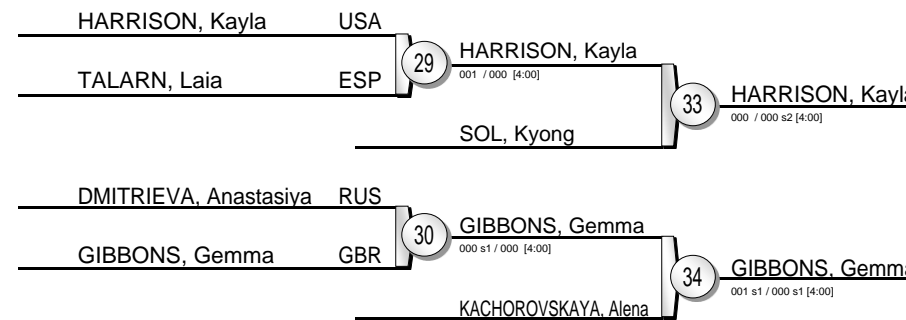 HARRISON, Kayla USA
TALARN, Laia ESP
29
HARRISON, Kayla
001 / 000 [4:00]
SOL, Kyong
33
HARRISON, Kayla
000 / 000 s2 [4:00]
DMITRIEVA, Anastasiya RUS
GIBBONS, Gemma GBR
30
GIBBONS, Gemma
000 s1 / 000 [4:00]
KACHOROVSKAYA, Alena
34
GIBBONS, Gemma
001 s1 / 000 s1 [4:00]